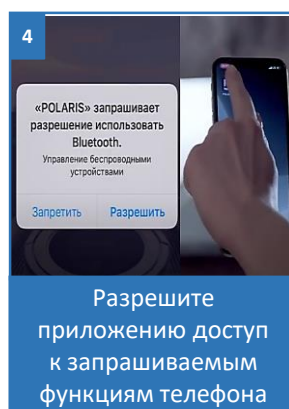 4
«POLARIS» запрашивает
разрешение использовать
Bluetooth.
Управление беспроводными
устройствами
Запретить Разрешить
Разрешите
приложению доступ
к запрашиваемым
функциям телефона